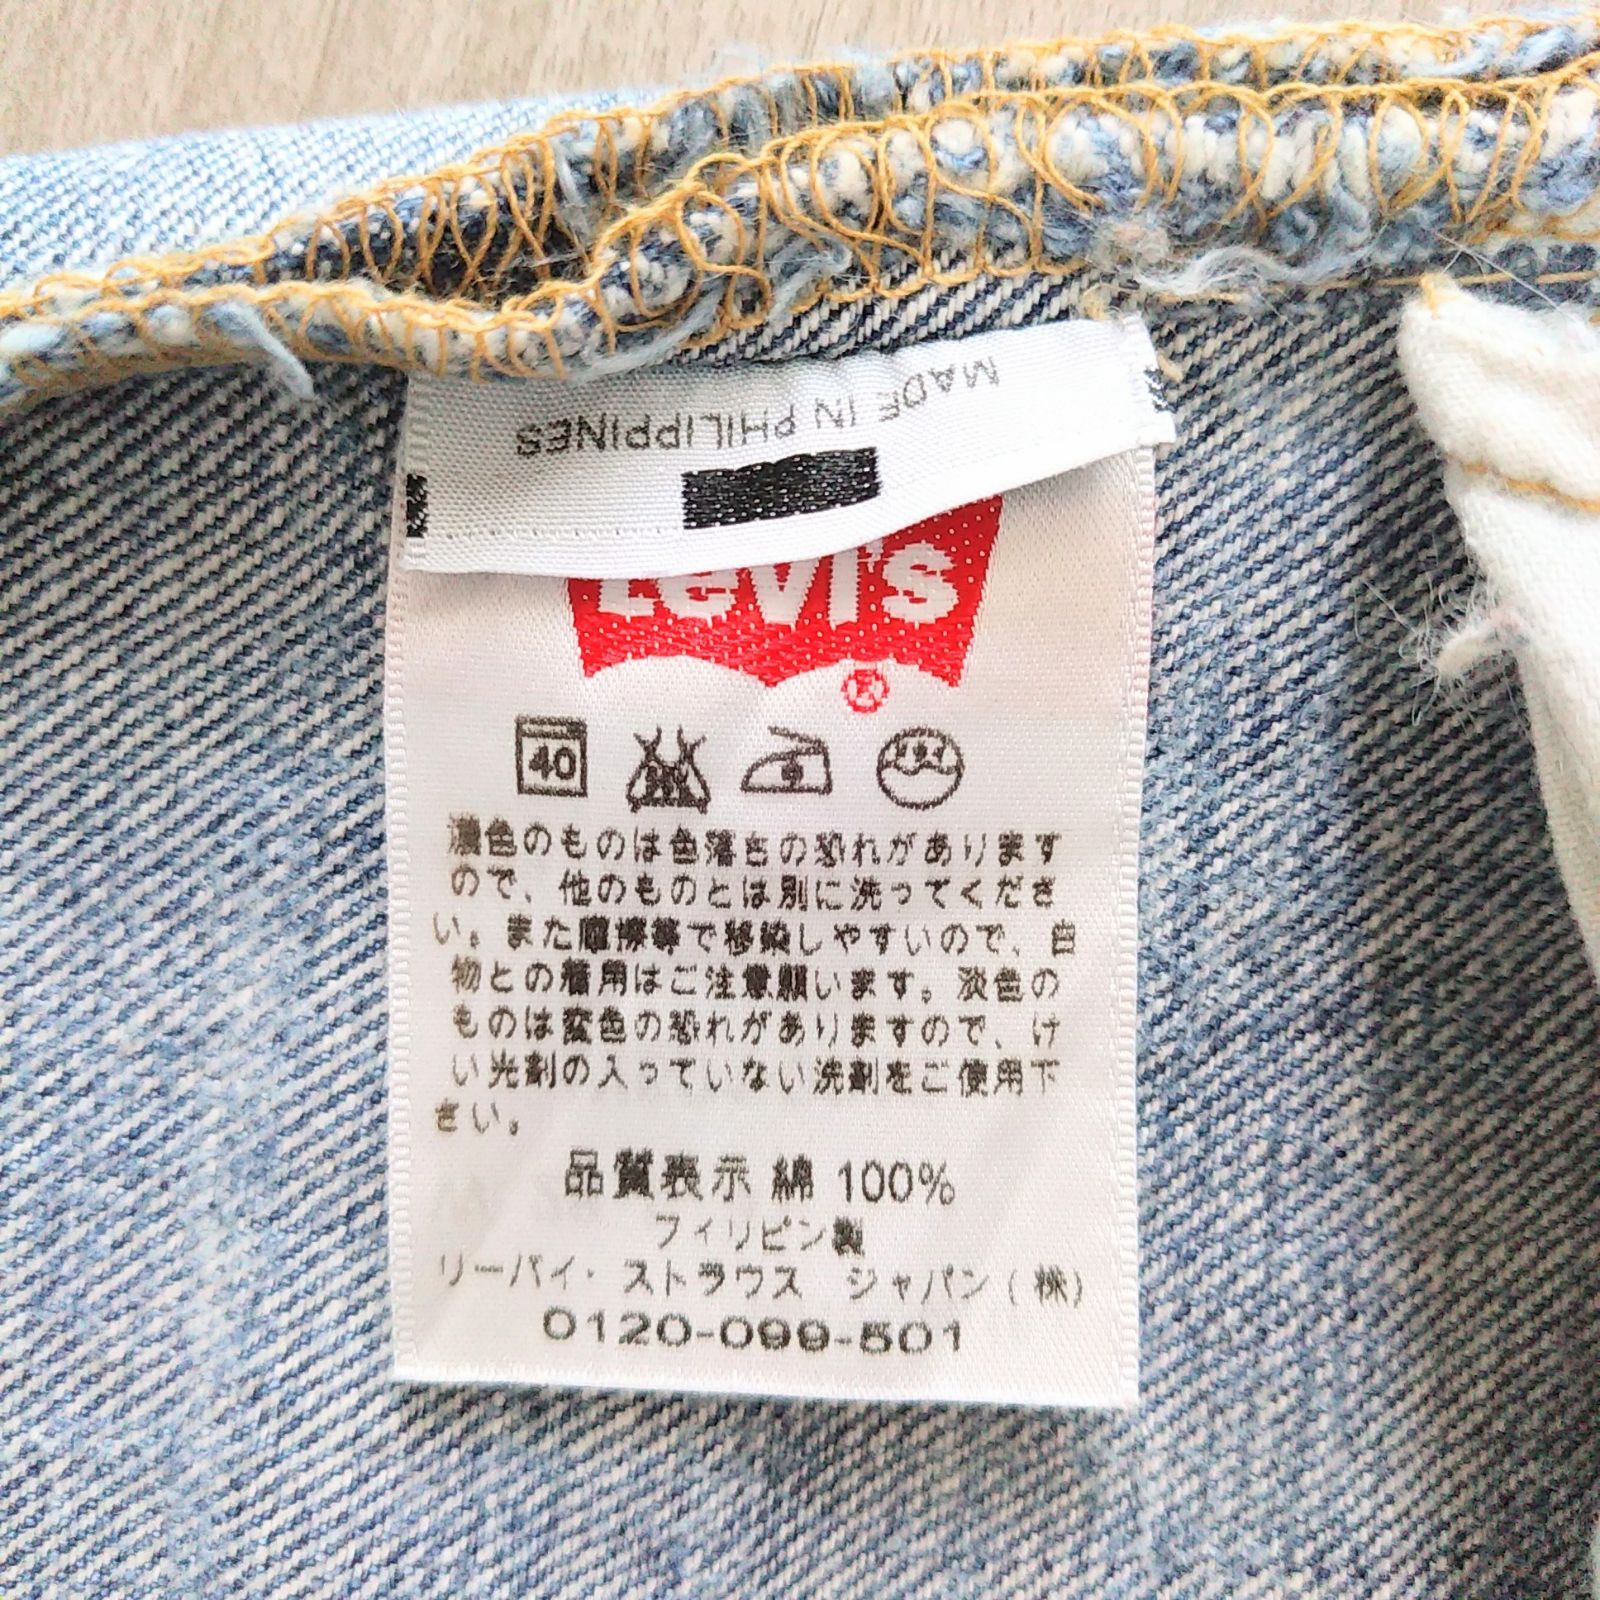 MADE IN PHILIPPINES
Levi's
®
40
濃色のものは色落ちの恐れがあります
ので、他のものとは別に洗ってくださ
い。また摩擦等で移染しやすいので、白
物との着用はご注意願います。淡色の
ものは変色の恐れがありますので、け
い光剤の入っていない洗剤をご使用下
さい。
品質表示 綿 100%
フィリピン製
リーバイ・ストラウス ジャパン(株)
0120-099-501